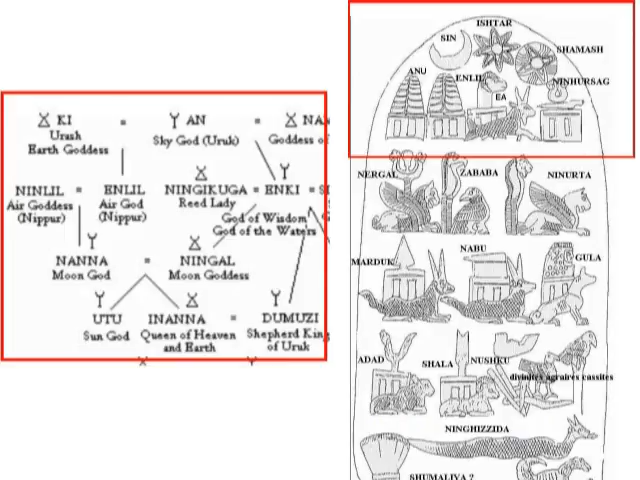 KI = AN = NA
Urash
Earth Goddess
Sky God (Uruk)
Goddess of
NINLIL = ENLIL
Air Goddess
(Nippur)
Air God
(Nippur)
NINGIKUGA = ENKI =
Reed Lady
God of Wisdom
God of the Waters
NANNA = NINGAL
Moon God
Moon Goddess
UTU
Sun God
INANNA = DUMUZI
Queen of Heaven
and Earth
Shepherd King
of Uruk
X Y
ISHTAR
SIN
SHAMASH
ANU
ENLIL
EA
NINHURSAG
NERGAL
ZABABA
NINURTA
MARDUK
NABU
GULA
ADAD
SHALA
NUSHKU
divinités agraires cassites
NINGHIZZIDA
SHUMALIYA ?